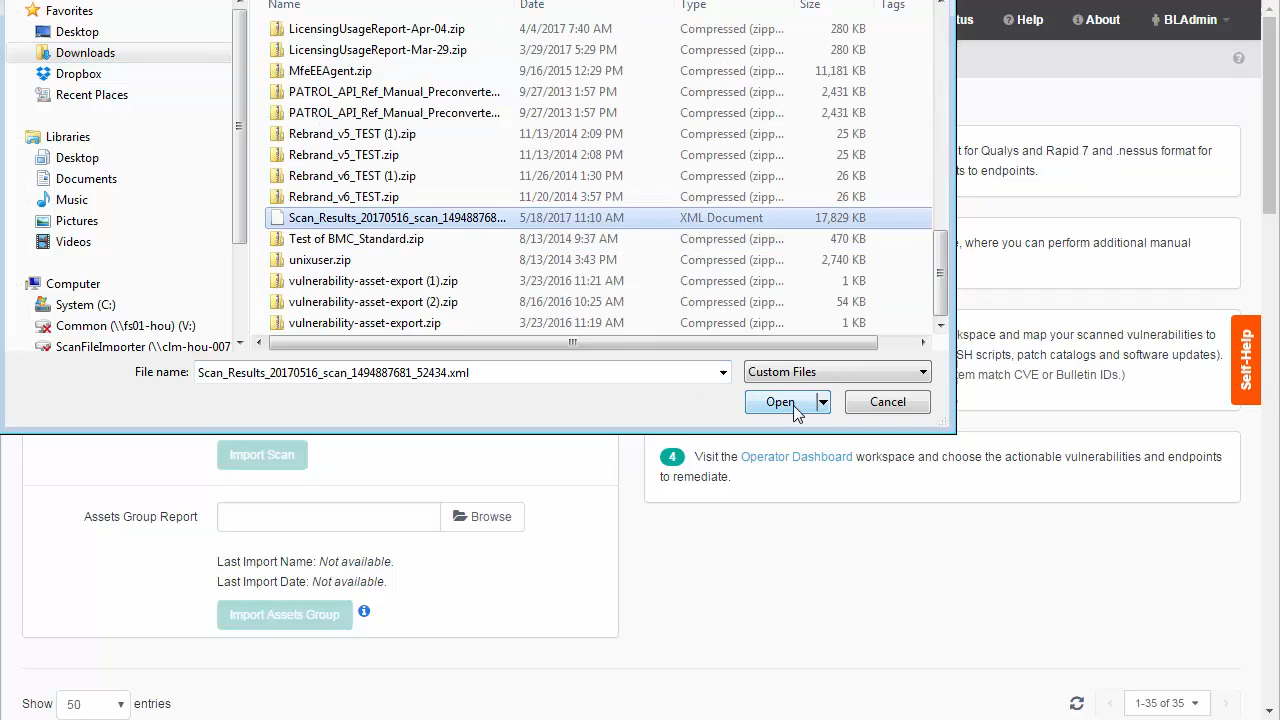 Favorites
Desktop
Downloads
Dropbox
Recent Places
Libraries
Desktop
Documents
Music
Pictures
Videos
Computer
System (C:)
Common (\\fs01-hou) (V:)
ScanFileImporter (\\clm-hou-007
Name Date Type Size Tags
LicensingUsageReport-Apr-04.zip 4/4/2017 7:40 AM Compressed (zipp... 280 KB
LicensingUsageReport-Mar-29.zip 3/29/2017 5:29 PM Compressed (zipp... 280 KB
MfeEEAgent.zip 9/16/2015 12:29 PM Compressed (zipp... 11,181 KB
PATROL_API_Ref_Manual_Preconverte... 9/27/2013 1:57 PM Compressed (zipp... 2,431 KB
PATROL_API_Ref_Manual_Preconverte... 9/27/2013 1:57 PM Compressed (zipp... 2,431 KB
Rebrand_v5_TEST (1).zip 11/13/2014 2:09 PM Compressed (zipp... 25 KB
Rebrand_v5_TEST.zip 11/13/2014 2:08 PM Compressed (zipp... 25 KB
Rebrand_v6_TEST (1).zip 11/26/2014 1:30 PM Compressed (zipp... 26 KB
Rebrand_v6_TEST.zip 11/20/2014 3:57 PM Compressed (zipp... 26 KB
Scan_Results_20170516_scan_149488768... 5/18/2017 11:10 AM XML Document 17,829 KB
Test of BMC_Standard.zip 8/13/2014 9:37 AM Compressed (zipp... 470 KB
unixuser.zip 8/13/2014 3:43 PM Compressed (zipp... 2,740 KB
vulnerability-asset-export (1).zip 3/23/2016 11:21 AM Compressed (zipp... 1 KB
vulnerability-asset-export (2).zip 8/16/2016 10:25 AM Compressed (zipp... 54 KB
vulnerability-asset-export.zip 3/23/2016 11:19 AM Compressed (zipp... 1 KB
File name: Scan_Results_20170516_scan_1494887681_52434.xml Custom Files
Open Cancel
tus Help About BLAdmin
t for Qualys and Rapid 7 and .nessus format for
ts to endpoints.
e, where you can perform additional manual
kspace and map your scanned vulnerabilities to
SH scripts, patch catalogs and software updates).
tem match CVE or Bulletin IDs.)
Self-Help
4 Visit the Operator Dashboard workspace and choose the actionable vulnerabilities and endpoints
to remediate.
Import Scan
Assets Group Report Browse
Last Import Name: Not available.
Last Import Date: Not available.
Import Assets Group
Show 50 entries
1-35 of 35